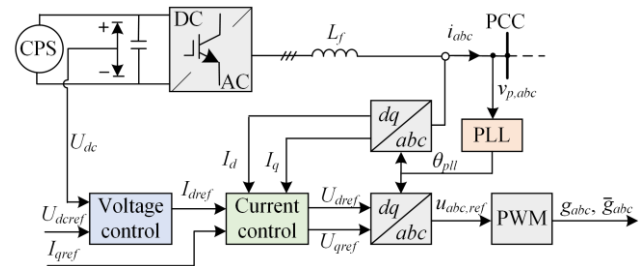 DC
CPS
+
−
AC
L_f
i_abc
PCC
v_p,abc
U_dc
dq
abc
PLL
I_d
I_q
θ_pll
I_dref
U_dref
U_dcref
Voltage
control
Current
control
dq
abc
u_abc,ref
PWM
g_abc, ḡ_abc
U_qref
I_qref